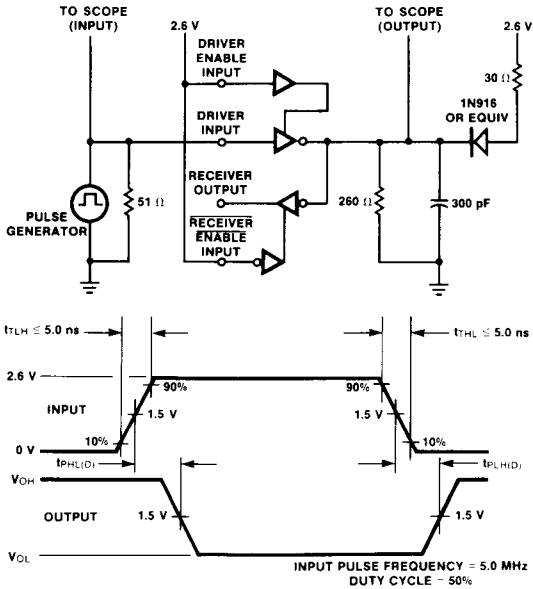 TO SCOPE
(INPUT)
2.6 V
TO SCOPE
(OUTPUT)
2.6 V
DRIVER
ENABLE
INPUT
30 Ω
1N916
OR EQUIV
DRIVER
INPUT
RECEIVER
OUTPUT
51 Ω
260 Ω
300 pF
PULSE
GENERATOR
RECEIVER
ENABLE
INPUT
tTLH ≤ 5.0 ns
tTHL ≤ 5.0 ns
2.6 V
90%
90%
INPUT
1.5 V
1.5 V
10%
10%
0 V
tPHL(D)
tPLH(D)
VOH
OUTPUT
1.5 V
1.5 V
VOL
INPUT PULSE FREQUENCY = 5.0 MHz
DUTY CYCLE = 50%